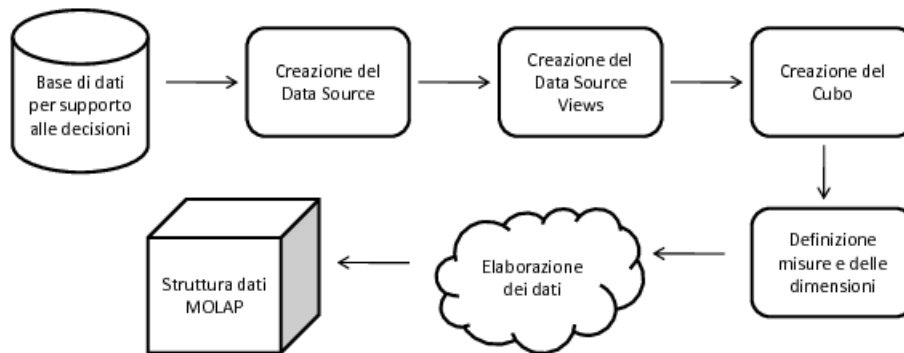 Base di dati
per supporto
alle decisioni
Creazione del
Data Source
Creazione del
Data Source
Views
Creazione del
Cubo
Definizione
misure e delle
dimensioni
Elaborazione
dei dati
Struttura dati
MOLAP